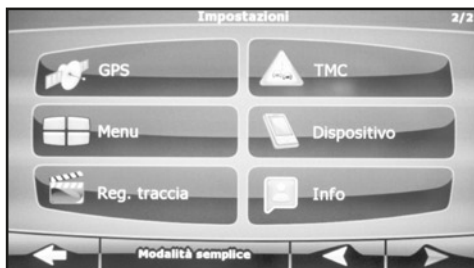 Impostazioni 2/2
GPS TMC
Menu Dispositivo
Reg. traccia Info
Modalità semplice